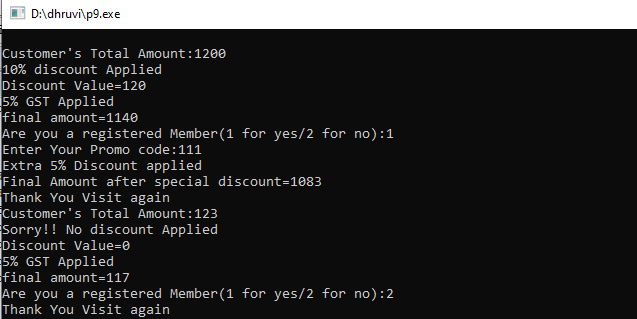 D:\dhruvi\p9.exe
Customer's Total Amount:1200
10% discount Applied
Discount Value=120
5% GST Applied
final amount=1140
Are you a registered Member(1 for yes/2 for no):1
Enter Your Promo code:111
Extra 5% Discount applied
Final Amount after special discount=1083
Thank You Visit again
Customer's Total Amount:123
Sorry!! No discount Applied
Discount Value=0
5% GST Applied
final amount=117
Are you a registered Member(1 for yes/2 for no):2
Thank You Visit again